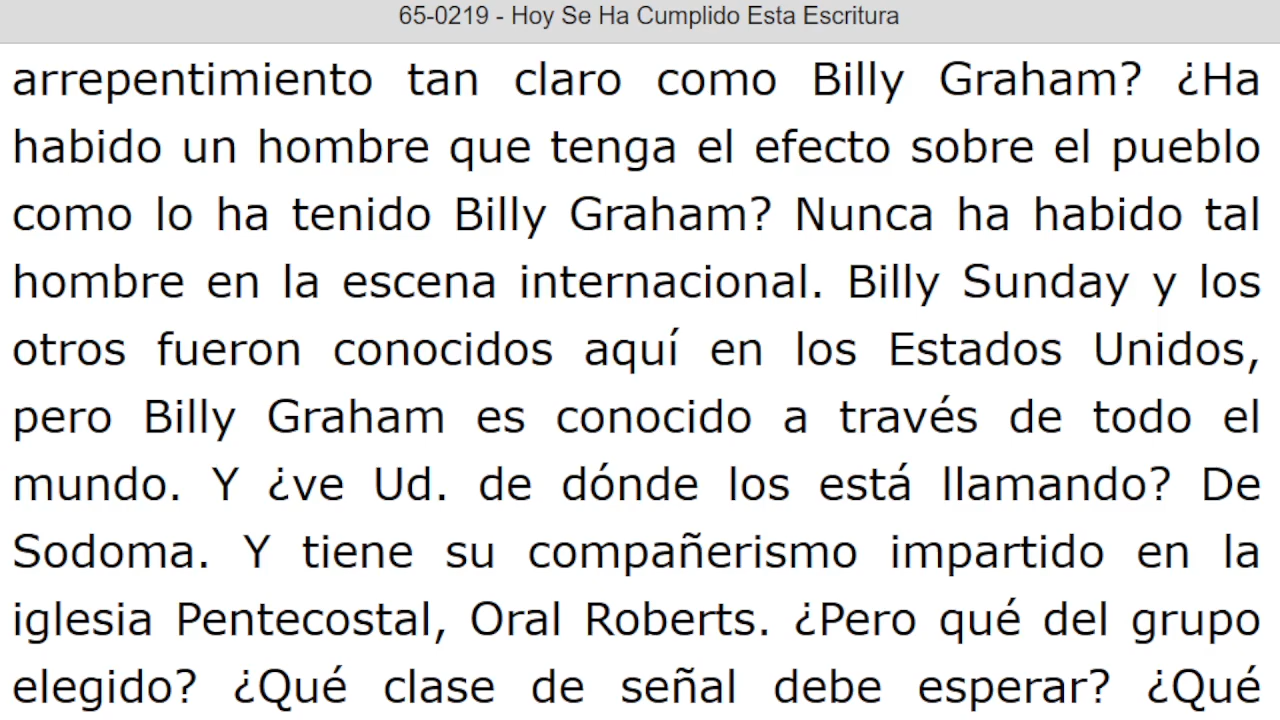 65-0219 - Hoy Se Ha Cumplido Esta Escritura
arrepentimiento tan claro como Billy Graham? ¿Ha
habido un hombre que tenga el efecto sobre el pueblo
como lo ha tenido Billy Graham? Nunca ha habido tal
hombre en la escena internacional. Billy Sunday y los
otros fueron conocidos aquí en los Estados Unidos,
pero Billy Graham es conocido a través de todo el
mundo. Y ¿ve Ud. de dónde los está llamando? De
Sodoma. Y tiene su compañerismo impartido en la
iglesia Pentecostal, Oral Roberts. ¿Pero qué del grupo
elegido? ¿Qué clase de señal debe esperar? ¿Qué